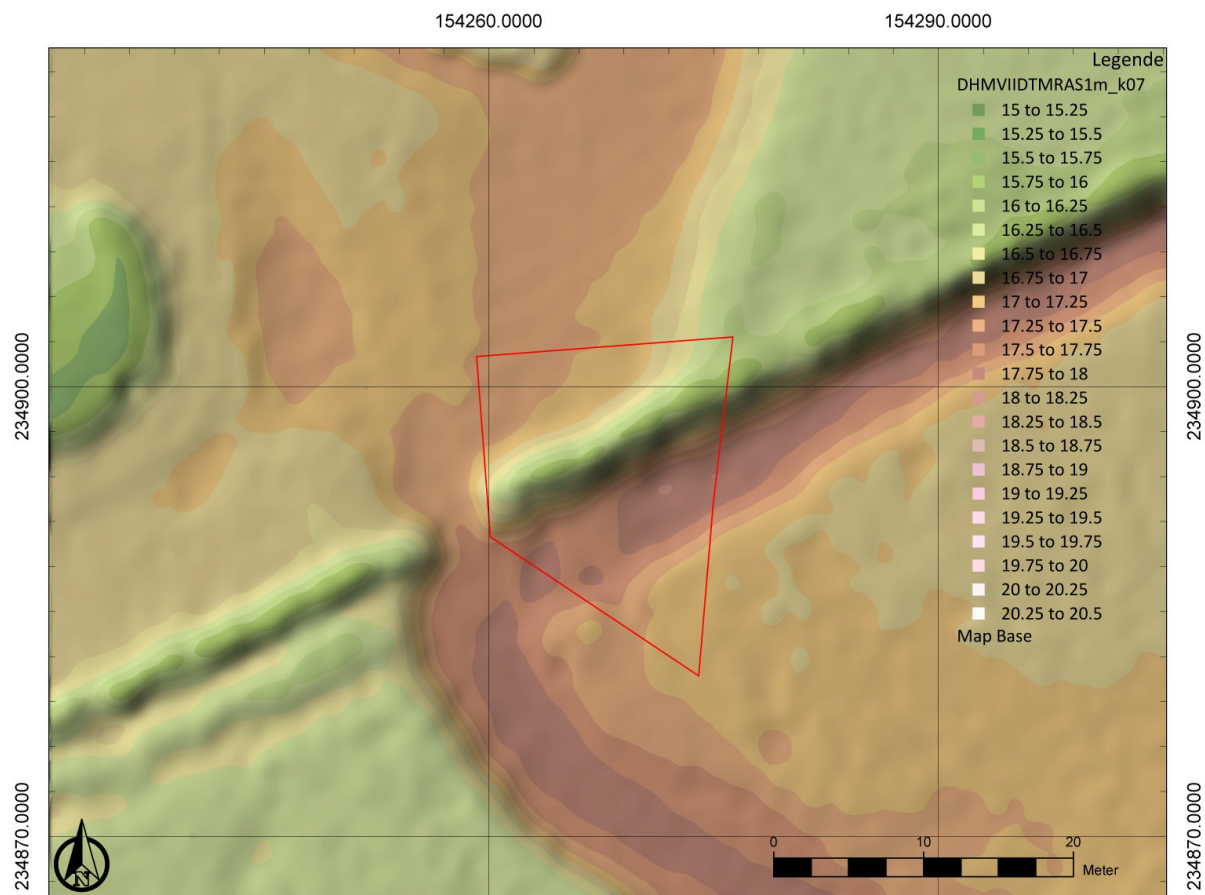 154260.0000
154290.0000
Legende
DHMVIIDTMRAS1m_k07
15 to 15.25
15.25 to 15.5
15.5 to 15.75
15.75 to 16
16 to 16.25
16.25 to 16.5
16.5 to 16.75
16.75 to 17
17 to 17.25
17.25 to 17.5
17.5 to 17.75
17.75 to 18
18 to 18.25
18.25 to 18.5
18.5 to 18.75
18.75 to 19
19 to 19.25
19.25 to 19.5
19.5 to 19.75
19.75 to 20
20 to 20.25
20.25 to 20.5
Map Base
234900.0000
234900.0000
234870.0000
234870.0000
N
0
10
20
Meter